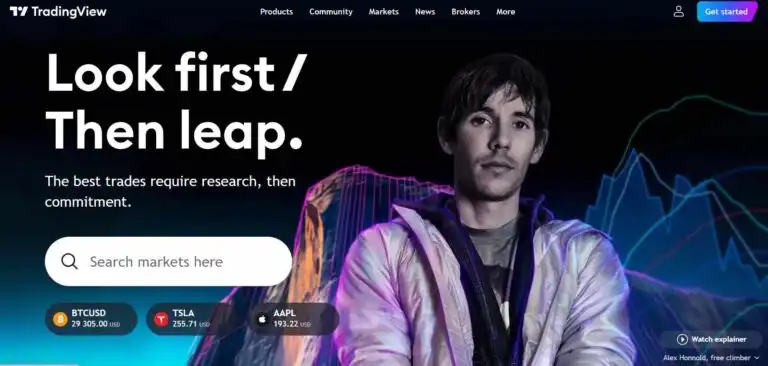 TradingView
Products Community Markets News Brokers More
Get started
Look first/
Then leap.
The best trades require research, then
commitment.
Search markets here
BTCUSD
29 305.00 USD
TSLA
255.71 USD
AAPL
193.22 USD
Watch explainer
Alex Honnold, free climber